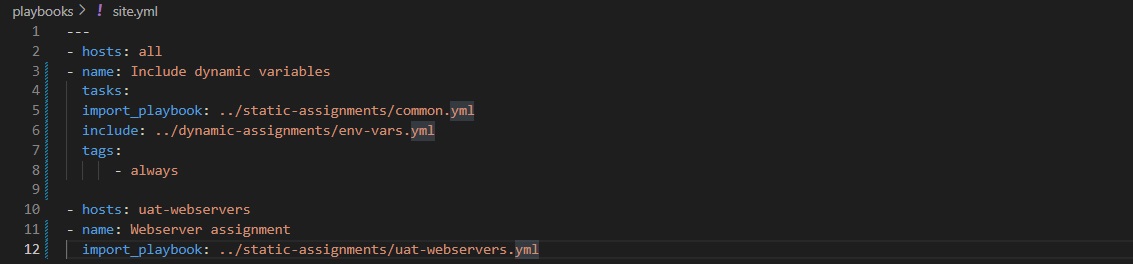 playbooks > ! site.yml
1 ---
2 - hosts: all
3 - name: Include dynamic variables
4   tasks:
5   import_playbook: ../static-assignments/common.yml
6   include: ../dynamic-assignments/env-vars.yml
7   tags:
8       - always
9
10 - hosts: uat-webservers
11 - name: Webserver assignment
12   import_playbook: ../static-assignments/uat-webservers.yml